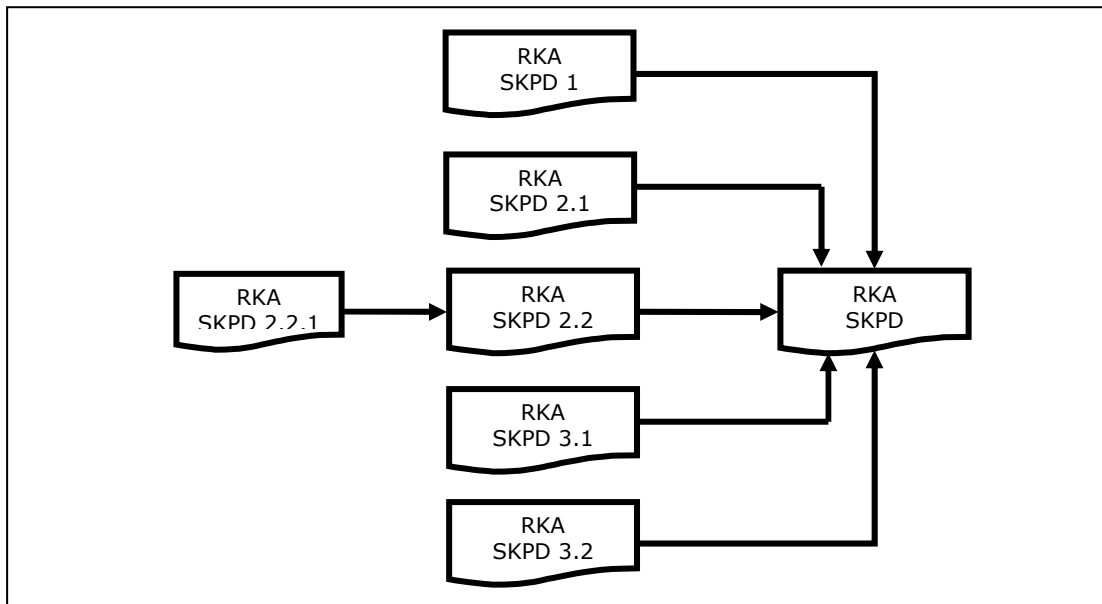 RKA
SKPD 1
RKA
SKPD 2.1
RKA
SKPD 2.2.1
RKA
SKPD 2.2
RKA
SKPD
RKA
SKPD 3.1
RKA
SKPD 3.2